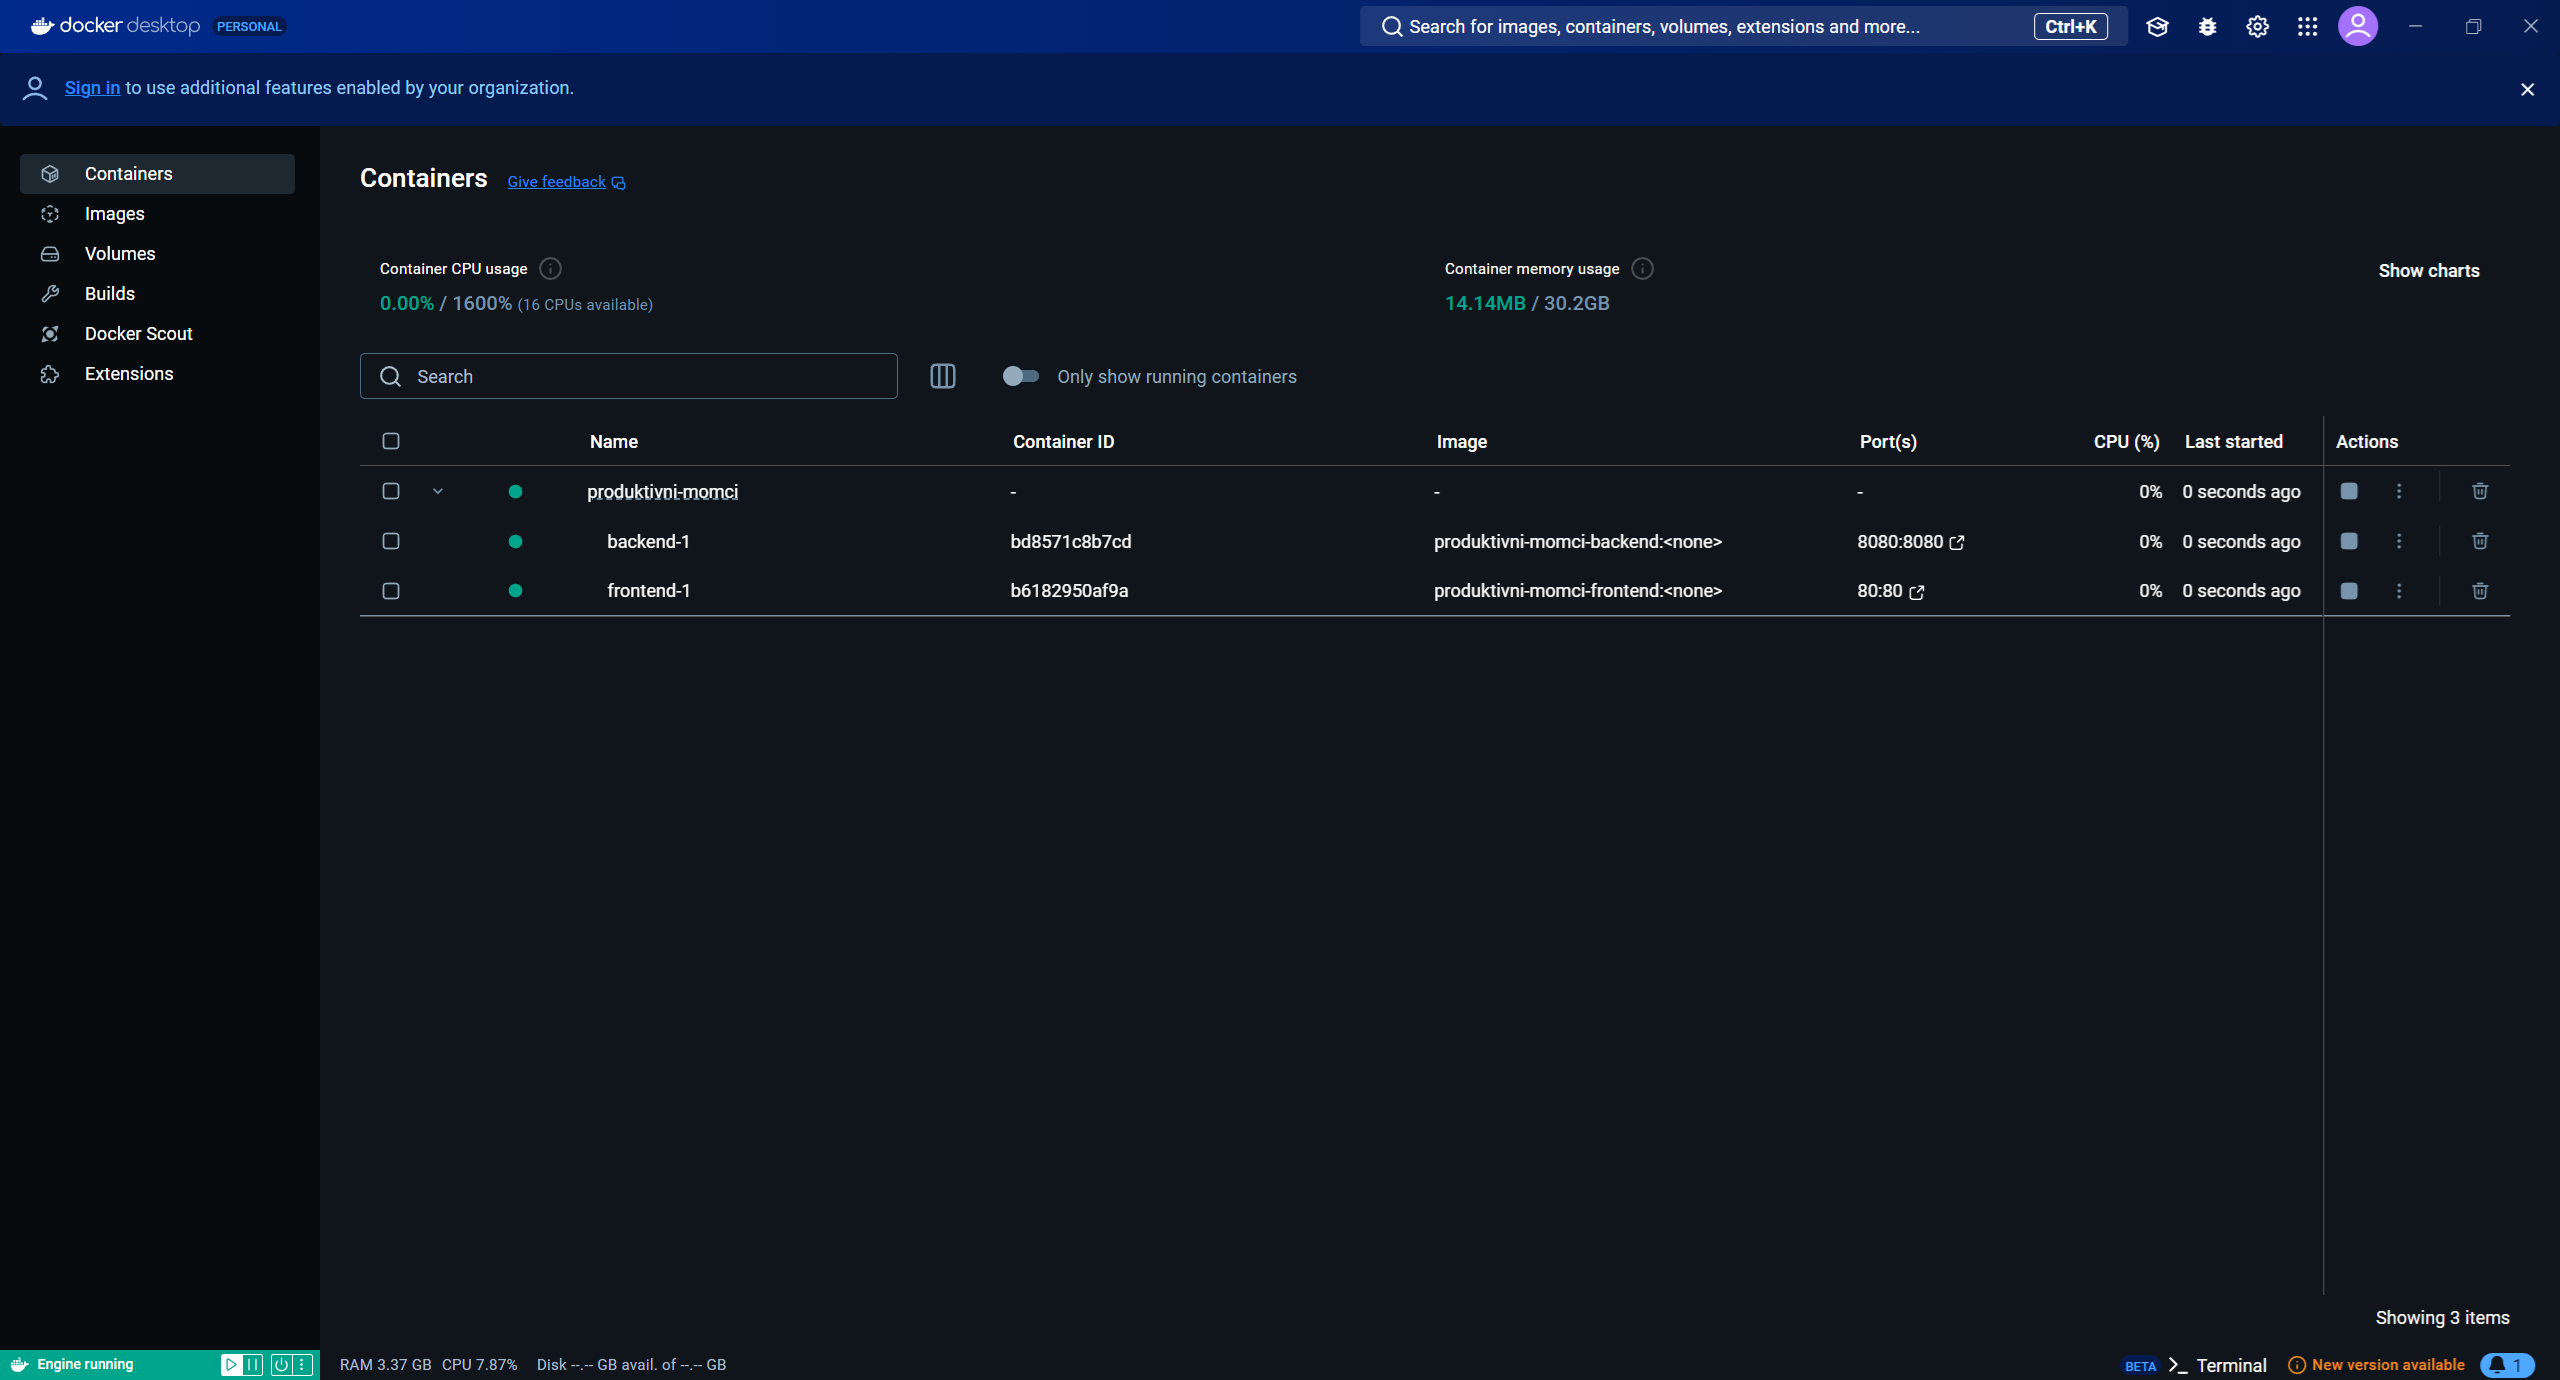 docker desktop PERSONAL
Search for images, containers, volumes, extensions and more... Ctrl+K
Sign in to use additional features enabled by your organization.
Containers
Images
Volumes
Builds
Docker Scout
Extensions
Containers Give feedback
Container CPU usage
0.00% / 1600% (16 CPUs available)
Container memory usage
14.14MB / 30.2GB
Show charts
Search
Only show running containers
Name Container ID Image Port(s) CPU (%) Last started Actions
produktivni-momci - - - 0% 0 seconds ago
backend-1 bd8571c8b7cd produktivni-momci-backend:<none> 8080:8080 0% 0 seconds ago
frontend-1 b6182950af9a produktivni-momci-frontend:<none> 80:80 0% 0 seconds ago
Showing 3 items
Engine running
RAM 3.37 GB CPU 7.87% Disk --.-- GB avail. of --.-- GB
BETA Terminal New version available 1